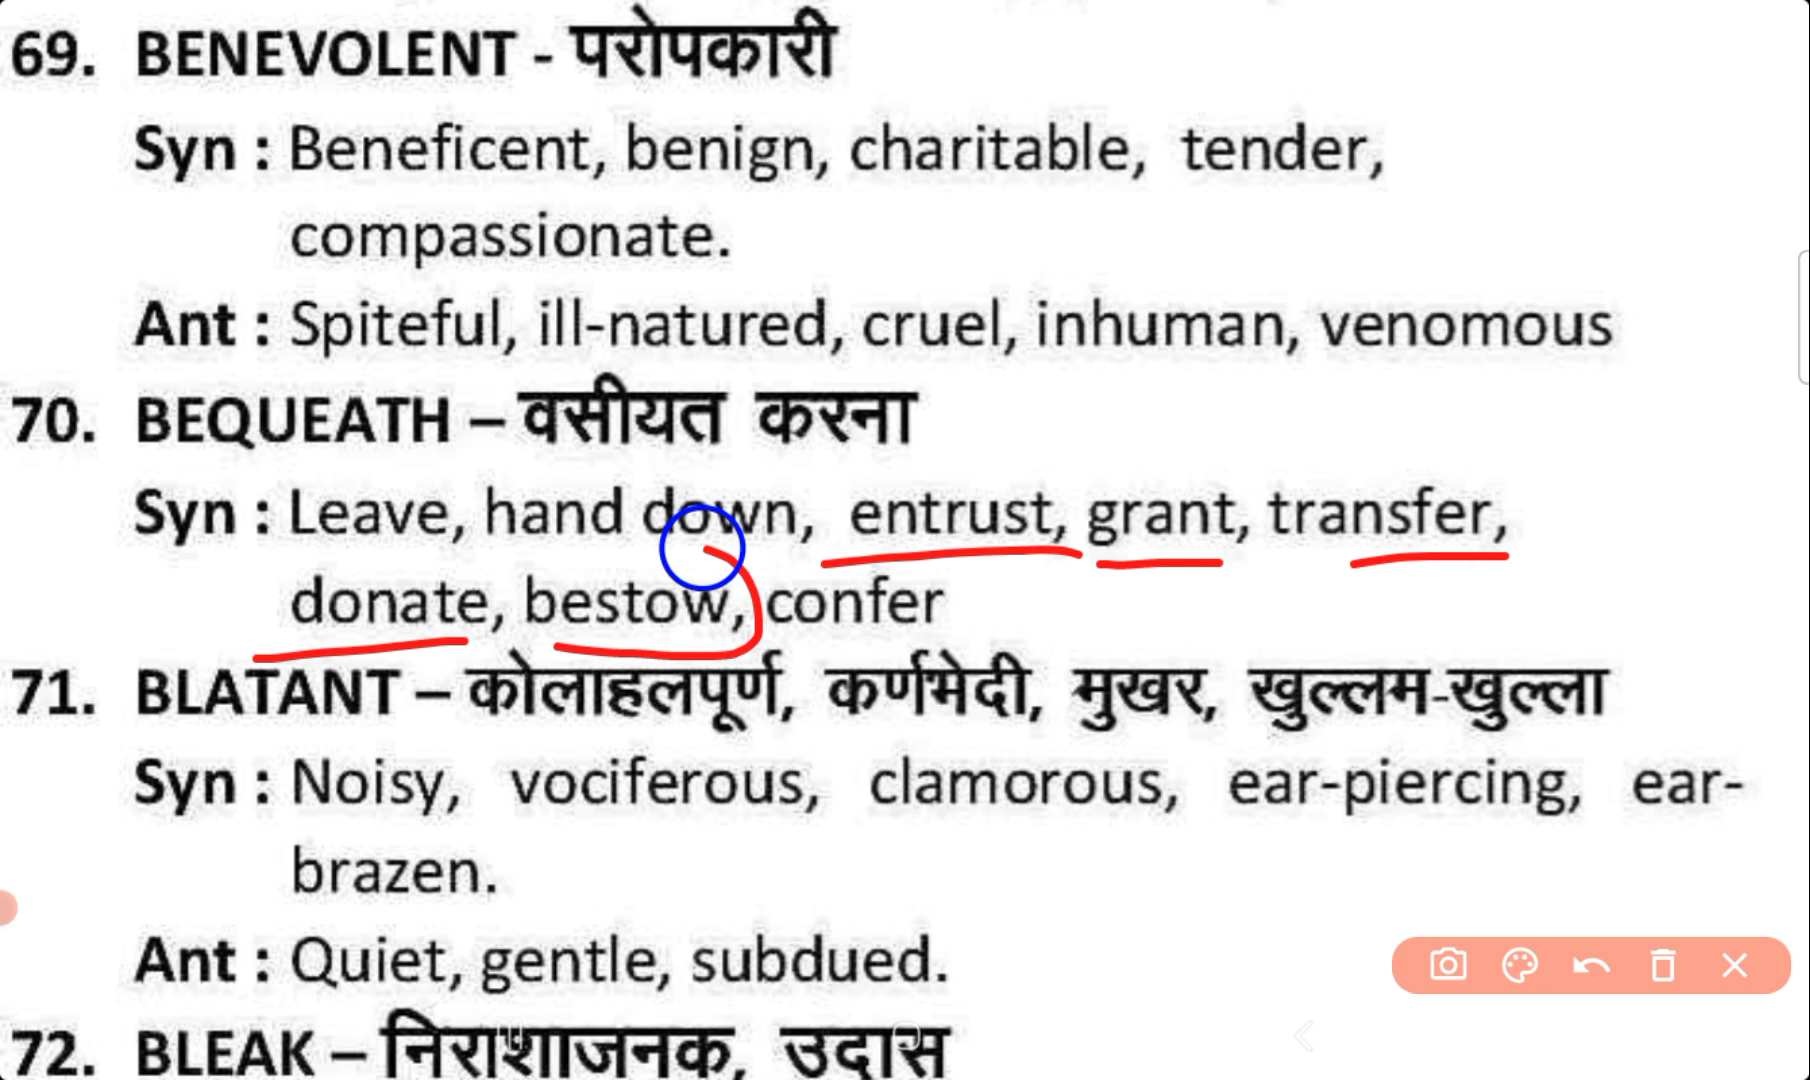 69. BENEVOLENT - परोपकारी
Syn : Beneficent, benign, charitable, tender,
compassionate.
Ant : Spiteful, ill-natured, cruel, inhuman, venomous
70. BEQUEATH – वसीयत करना
Syn : Leave, hand down, entrust, grant, transfer,
donate, bestow, confer
71. BLATANT – कोलाहलपूर्ण, कर्णभेदी, मुखर, खुल्लम-खुल्ला
Syn : Noisy, vociferous, clamorous, ear-piercing, ear-
brazen.
Ant : Quiet, gentle, subdued.
72. BLEAK – निराशाजनक, उदास